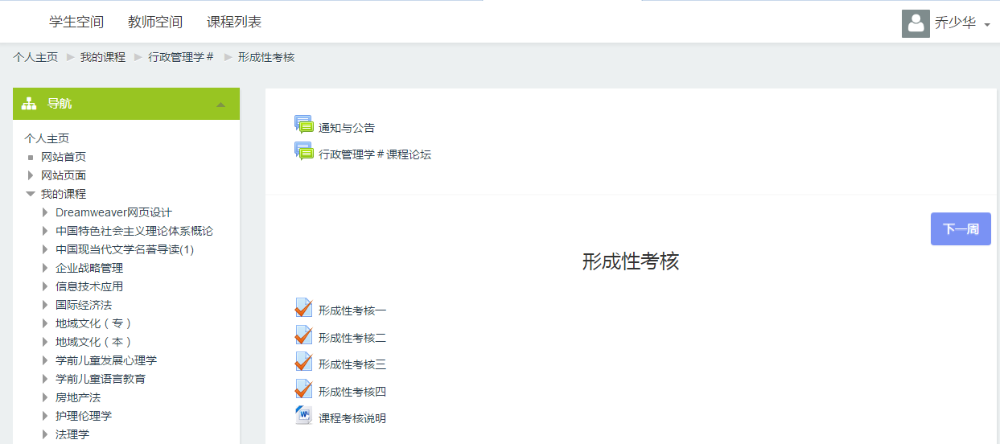 学生空间 教师空间 课程列表 乔少华
个人主页 我的课程 行政管理学＃ 形成性考核
导航
个人主页
网站首页
网站页面
我的课程
Dreamweaver网页设计
中国特色社会主义理论体系概论
中国现当代文学名著导读(1)
企业战略管理
信息技术应用
国际经济法
地域文化（专）
地域文化（本）
学前儿童发展心理学
学前儿童语言教育
房地产法
护理伦理学
法理学
通知与公告
行政管理学＃课程论坛
下一周
形成性考核
形成性考核一
形成性考核二
形成性考核三
形成性考核四
课程考核说明